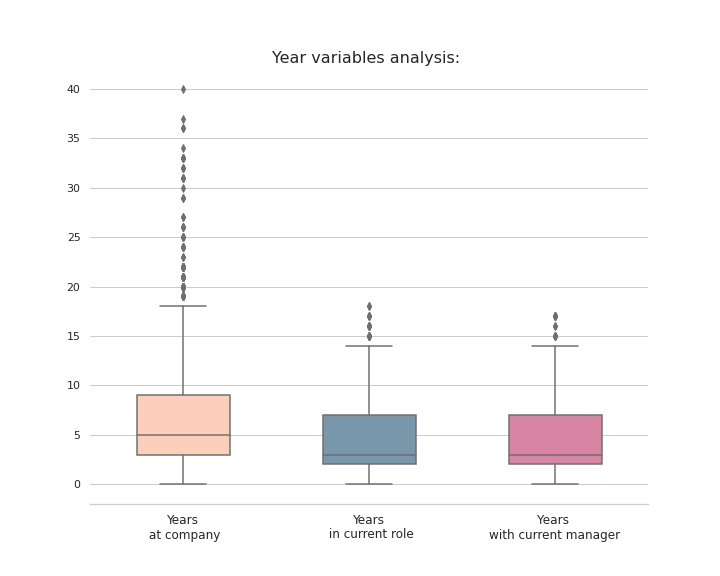 Year variables analysis:
40
35
30
25
20
15
10
5
0
Years
at company
Years
in current role
Years
with current manager